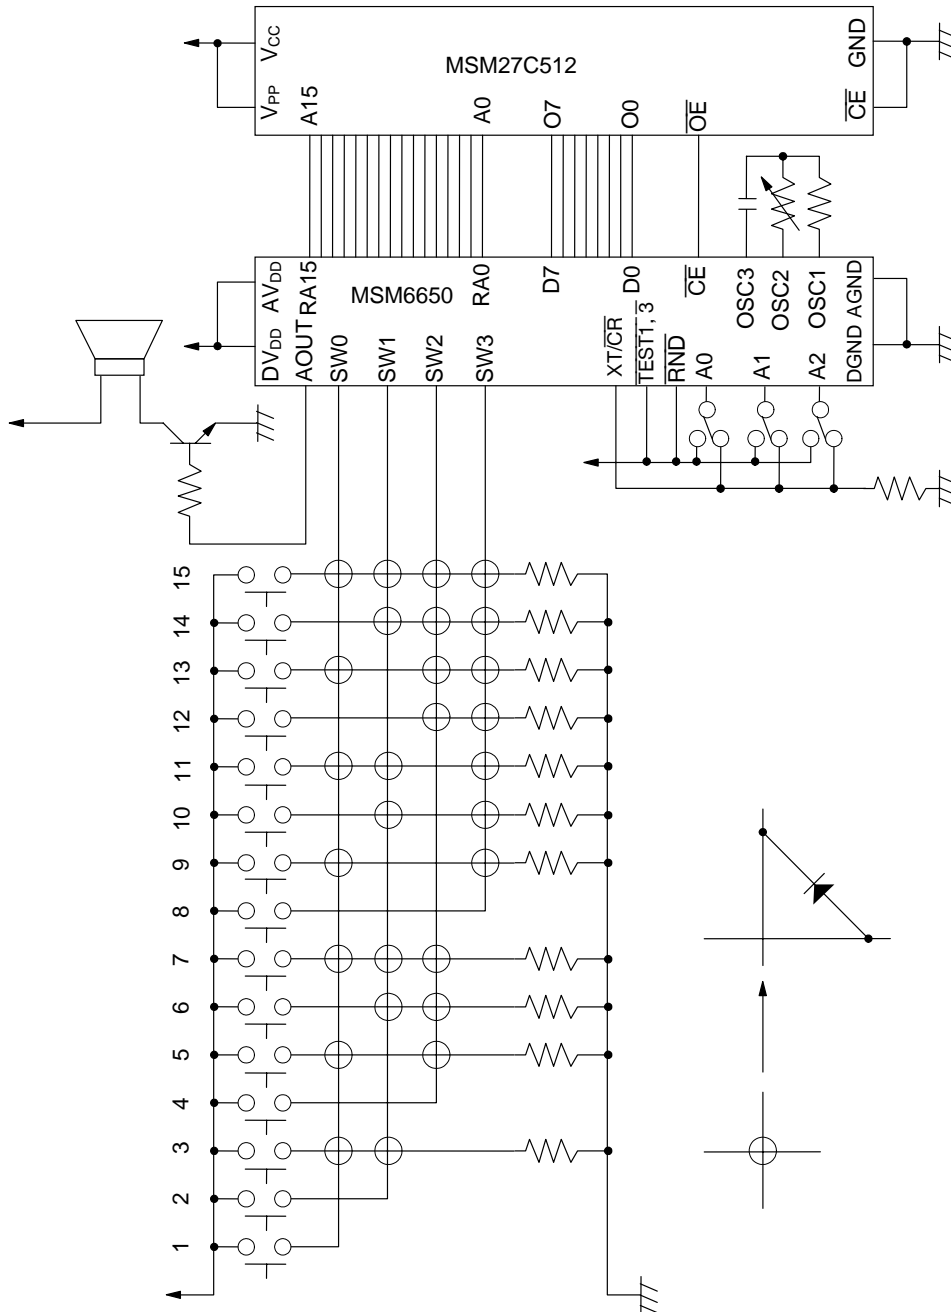 MSM27C512
VCC
VPP
A15
A0
O7
O0
OE
CE
GND
MSM6650
DVDD
AVDD
AOUT
RA15
SW0
SW1
SW2
SW3
RA0
D7
D0
CE
XT/CR
TEST1, 3
RND
A0
A1
A2
OSC3
OSC2
OSC1
DGND
AGND
15
14
13
12
11
10
9
8
7
6
5
4
3
2
1